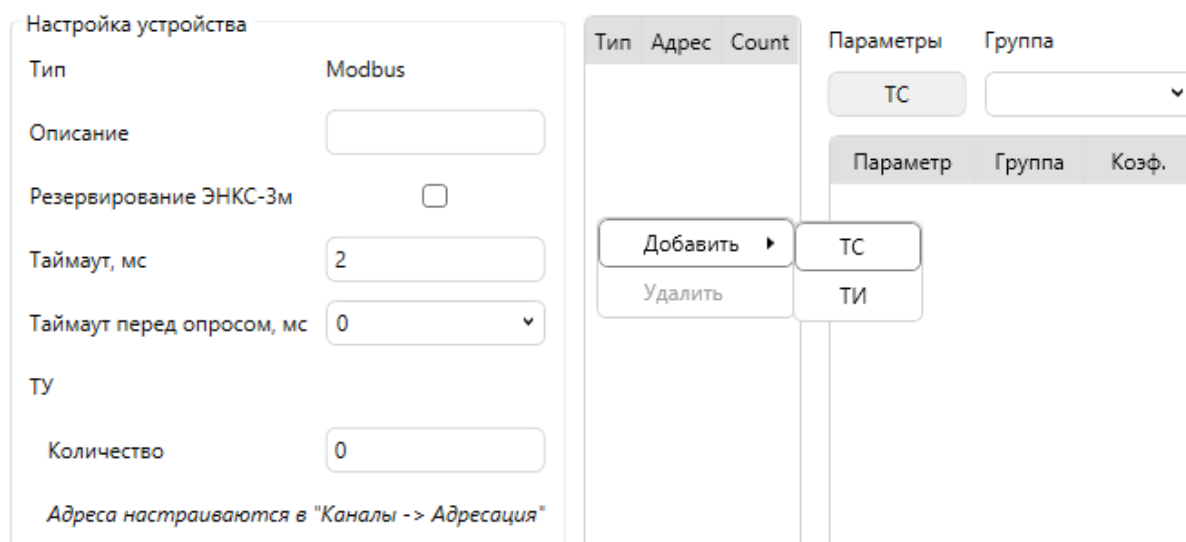 Настройка устройства
Тип Modbus
Описание
Резервирование ЭНКС-3м
Таймаут, мс 2
Таймаут перед опросом, мс 0
ТУ
Количество 0
Адреса настраиваются в "Каналы -> Адресация"
Тип Адрес Count
Добавить
Удалить
ТС
ТИ
Параметры Группа
ТС
Параметр Группа Коэф.